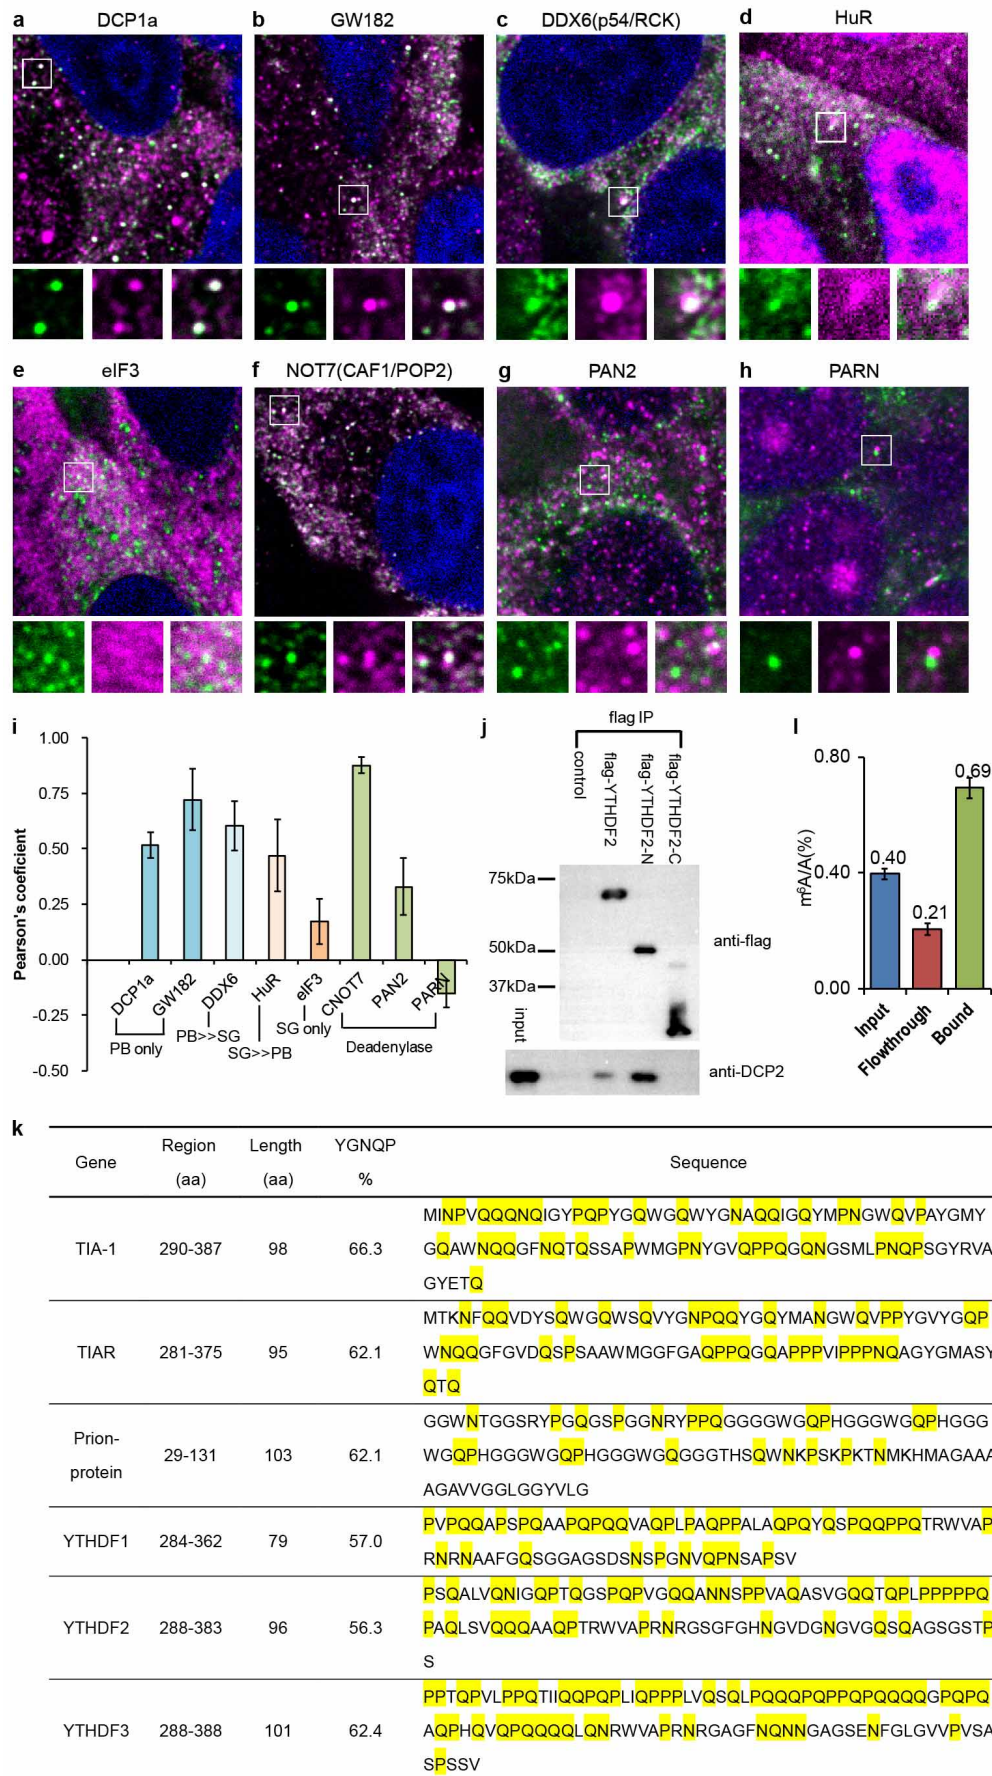 a DCP1a
b GW182
c DDX6(p54/RCK)
d HuR
e eIF3
f NOT7(CAF1/POP2)
g PAN2
h PARN
i
1.00
0.75
0.50
0.25
0.00
-0.25
-0.50
Pearson's coeficient
DCP1a
GW182
DDX6
HuR
eIF3
CNOT7
PAN2
PARN
PB only
PB>>SG
SG>>PB
SG only
Deadenylase
j
flag IP
control
flag-YTHDF2
flag-YTHDF2-N
flag-YTHDF2-C
75kDa
50kDa
37kDa
anti-flag
input
anti-DCP2
l
0.80
0.40
0.00
m⁶A/A(%)
0.40
0.21
0.69
Input
Flowthrough
Bound
k
Gene Region (aa) Length (aa) YGNQP % Sequence
TIA-1 290-387 98 66.3
MINPVQQQNQIGYPQPYGQWGQWYGNAQQIGQYMPNGWQVPAYGMY
GQAWNQQGFNQTQSSAPWMGPNYGVQPPQGQNGSMLPNQPSGYRVA
GYETQ
TIAR 281-375 95 62.1
MTKNFQQVDYSQWGQWSQVYGNPQQYGQYMANGWQVPPYGVYGQP
WNQQGFGVDQSPSAAWMGGFGAQPPQGQAPPPVIPPPNQAGYGMASY
QTQ
Prion-protein 29-131 103 62.1
GGWNTGGSRYPGQGSPGGNRYPPQGGGGWGQPHGGGWGQPHGGG
WGQPHGGGWGQPHGGGWGQGGGTHSQWNKPSKPKTNMKHMAGAAA
AGAVVGGLGGYVLG
YTHDF1 284-362 79 57.0
PVPQQAPSPQAAPQPQQVAQPLPAQPPALAQPQYQSPQQPPQTRWVAP
RNRNAAFGQSGGAGSDSNSPGNVQPNSAPSV
YTHDF2 288-383 96 56.3
PSQALVQNIGQPTQGSPQPVGQQANNSPPVAQASVGQQTQPLPPPPPQ
PAQLSVQQQAAQPTRWVAPRNRGSGFGHNGVDGNGVGQSQAGSGSTP
S
YTHDF3 288-388 101 62.4
PPTQPVLPPQTIIQQPQPLIQPPPLVQSQLPQQQPQPPQPQQQQGPQPQ
AQPHQVQPQQQQLQNRWVAPRNRGAGFNQNNGAGSENFGLGVVPVSA
SPSSV